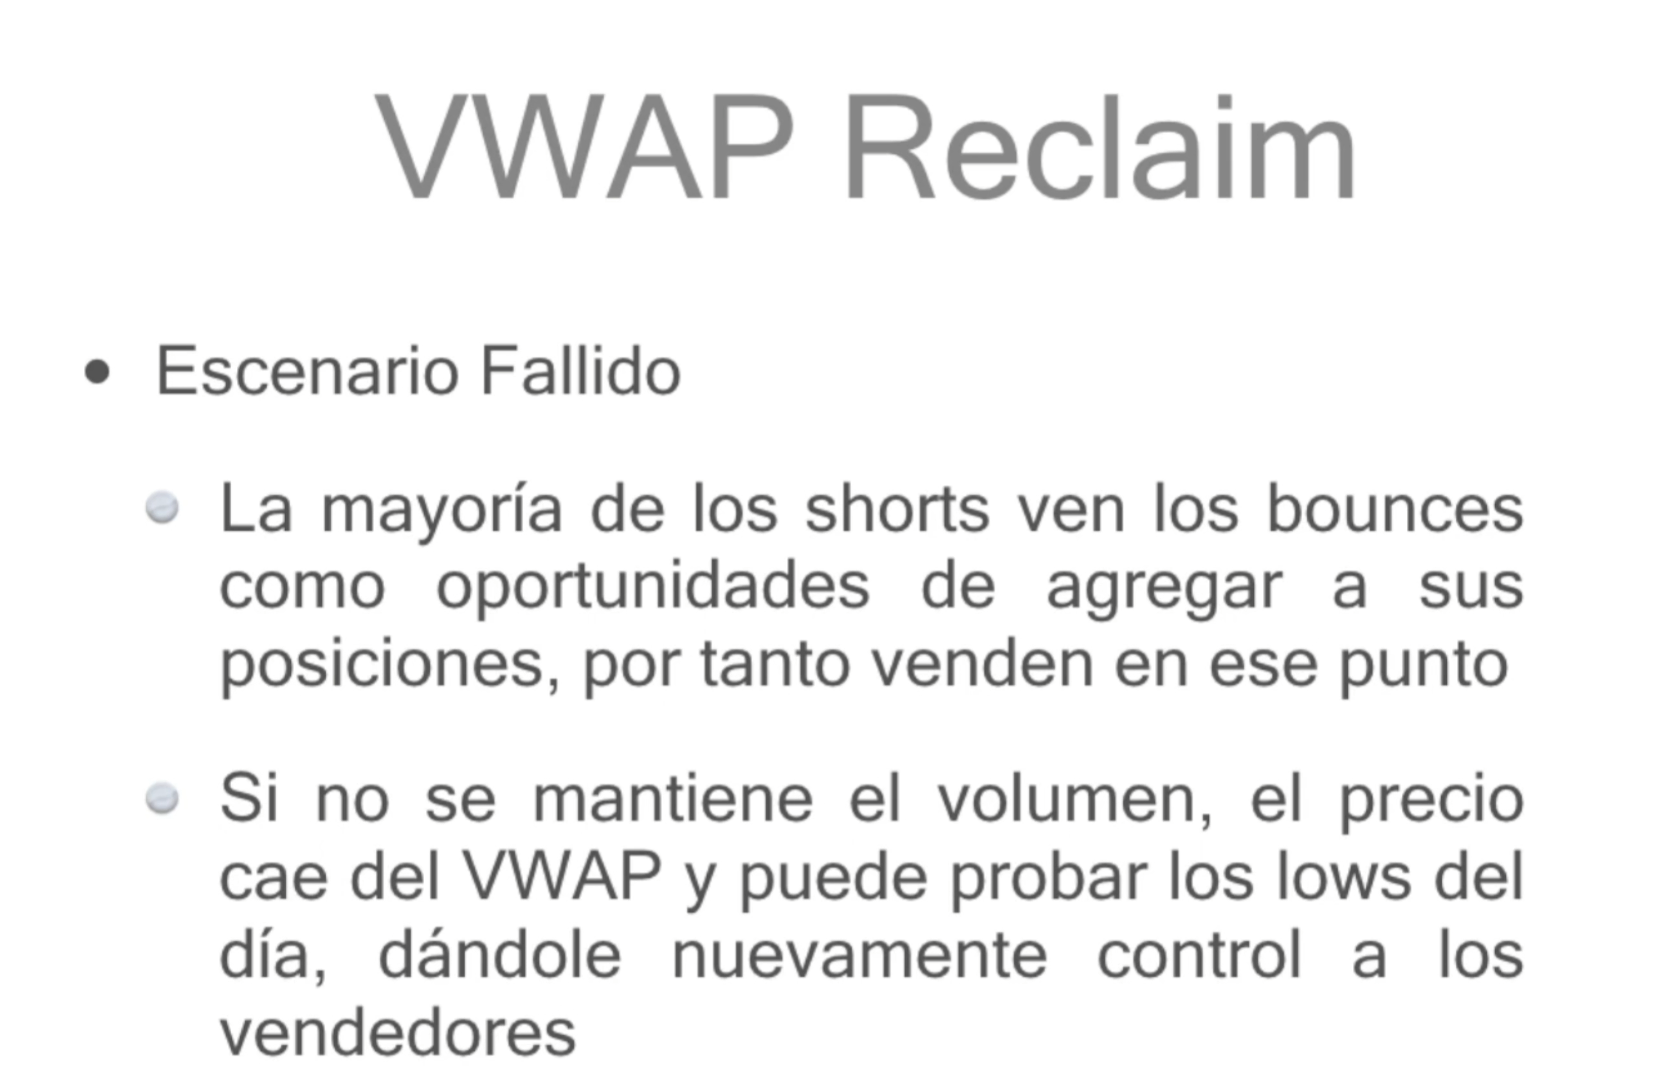 VWAP Reclaim
• Escenario Fallido
La mayoría de los shorts ven los bounces
como oportunidades de agregar a sus
posiciones, por tanto venden en ese punto
Si no se mantiene el volumen, el precio
cae del VWAP y puede probar los lows del
día, dándole nuevamente control a los
vendedores